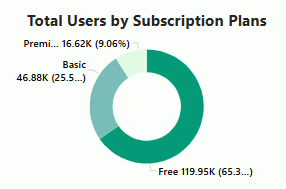 Total Users by Subscription Plans
Premi... 16.62K (9.06%)
Basic
46.88K (25.5...)
Free 119.95K (65.3...)